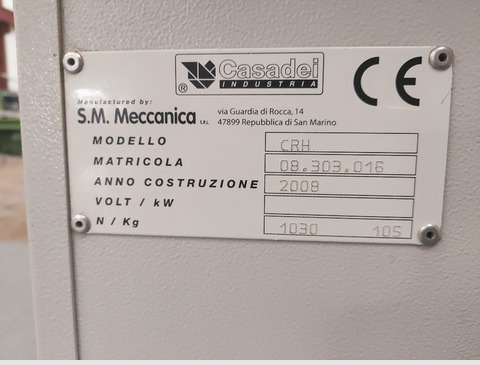 ® Casadei
INDUSTRIA
CE
Manufactured by:
S.M. Meccanica SRL
via Guardia di Rocca, 14
47899 Repubblica di San Marino
MODELLO CRH
MATRICOLA 08.303.016
ANNO COSTRUZIONE 2008
VOLT / kW
N / Kg 1030 105